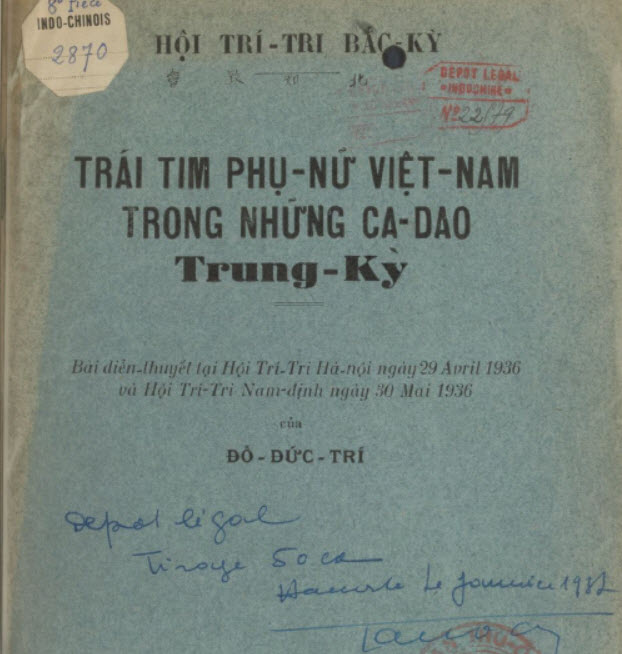 8° Pièce
INDO-CHINOIS
2870
HỘI TRÍ-TRI BẮC-KỲ
DEPOT LEGAL
INDOCHINE
Nº 22179
TRÁI TIM PHỤ-NỮ VIỆT-NAM
TRONG NHỮNG CA-DAO
Trung-Kỳ
Bài diễn-thuyết tại Hội Trí-Tri Hà-nội ngày 29 Avril 1936
và Hội Trí-Tri Nam-định ngày 30 Mai 1936
của
ĐỖ-ĐỨC-TRÍ
Depot légal
Tirage 50